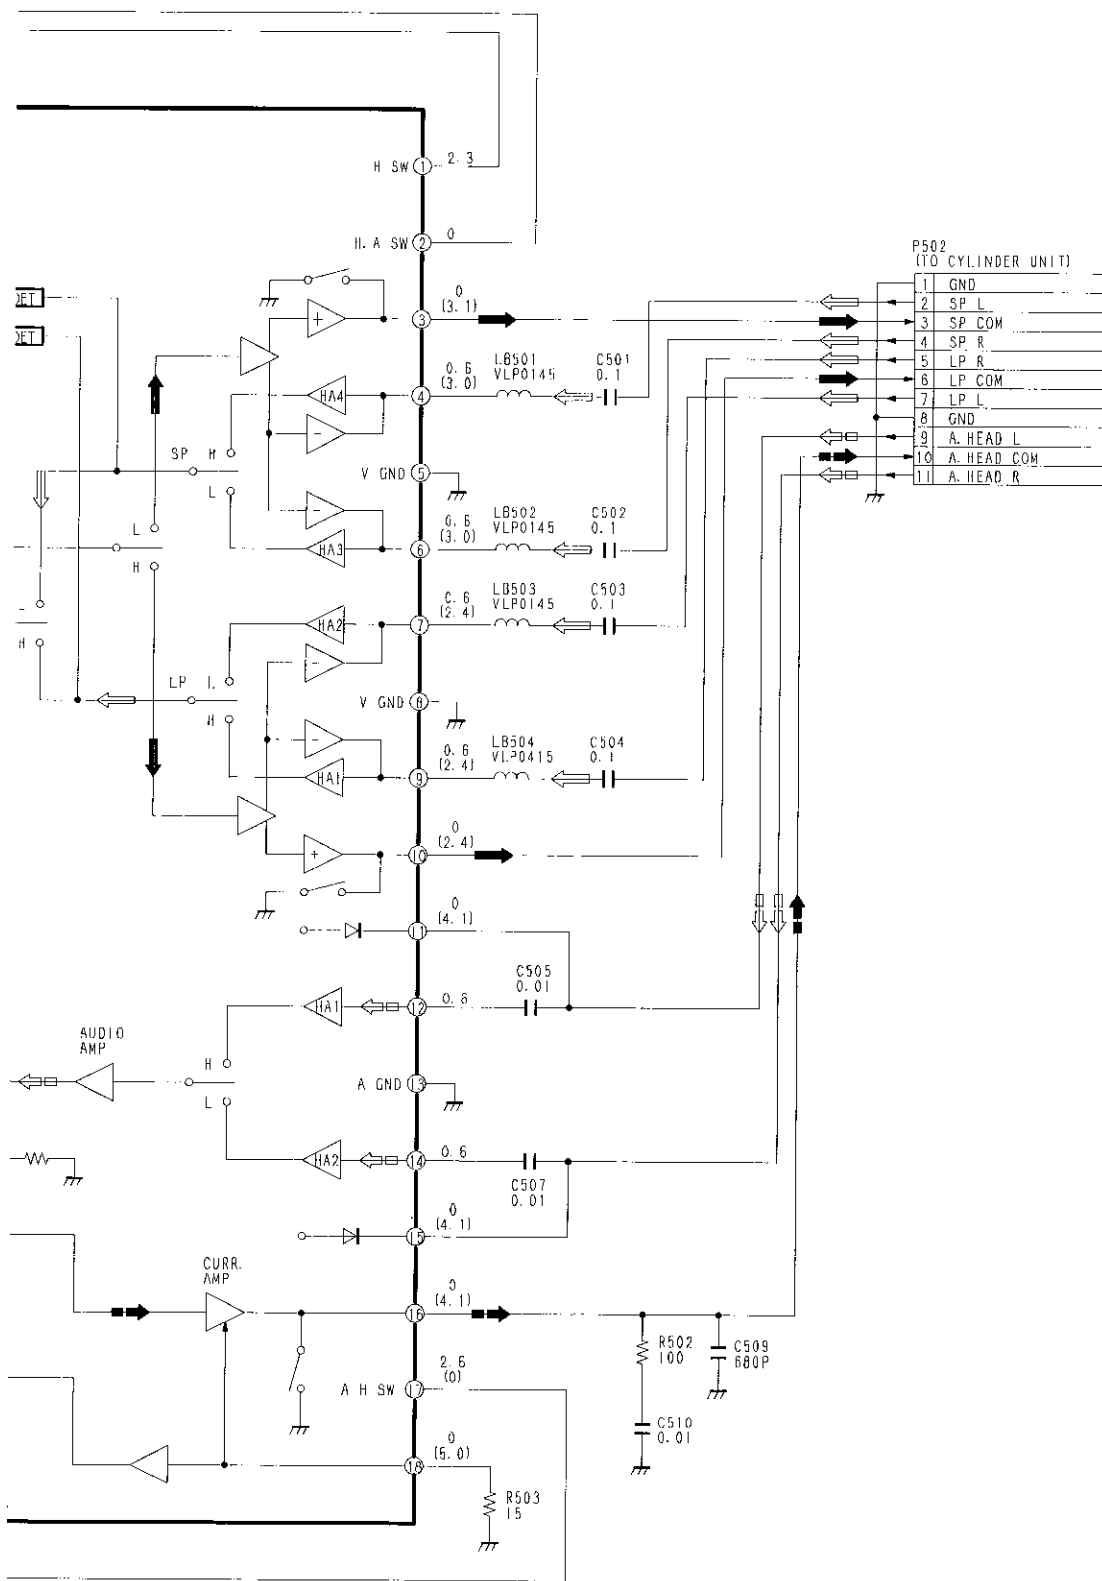 H SW 1 2.3
H.A SW 2 0
P502
(TO CYLINDER UNIT)
1 GND
2 SP L
3 SP COM
4 SP R
5 LP R
6 LP COM
7 LP L
8 GND
9 A.HEAD L
10 A.HEAD COM
11 A.HEAD R
0
(3.1)
+ 3
LB501 C501
0.6 VLP0145 0.1
(3.0)
HA4 4
-
SP H
V GND 5
L
-
0.6 LB502 C502
(3.0) VLP0145 0.1
L
HA3 6
H
LB503 C503
(2.4) VLP0145 0.1
HA2 7
H
-
LP
V GND 8
H
-
0.6 LB504 C504
(2.4) VLP0415 0.1
HA1 9
0
(2.4)
+ 10
0
(4.1)
11
C505
0.01
HA1 12 0.6
AUDIO
AMP
H
A GND 13
L
HA2 14 0.6
C507
0.01
0
(4.1)
15
CURR.
AMP
0
(4.1)
16
R502
100
C509
680P
2.6
(0)
A H SW 17
C510
0.01
0
(5.0)
18
R503
15